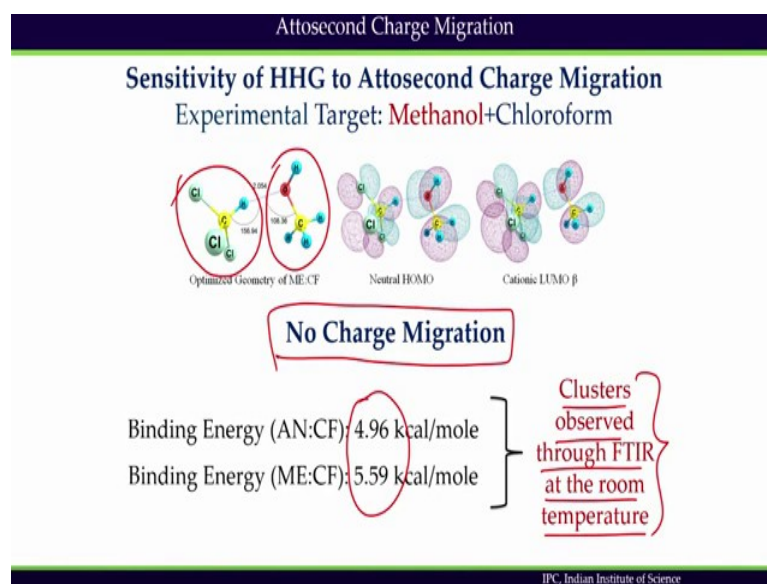 Attosecond Charge Migration
Sensitivity of HHG to Attosecond Charge Migration
Experimental Target: Methanol+Chloroform
Cl
C
Cl
Cl
156.94
2.054
108.36
C
H
H
Cl
Cl
Optimized Geometry of ME:CF
Neutral HOMO
Cationic LUMO β
No Charge Migration
Binding Energy (AN:CF): 4.96 kcal/mole
Binding Energy (ME:CF): 5.59 kcal/mole
Clusters
observed
through FTIR
at the room
temperature
IPC, Indian Institute of Science